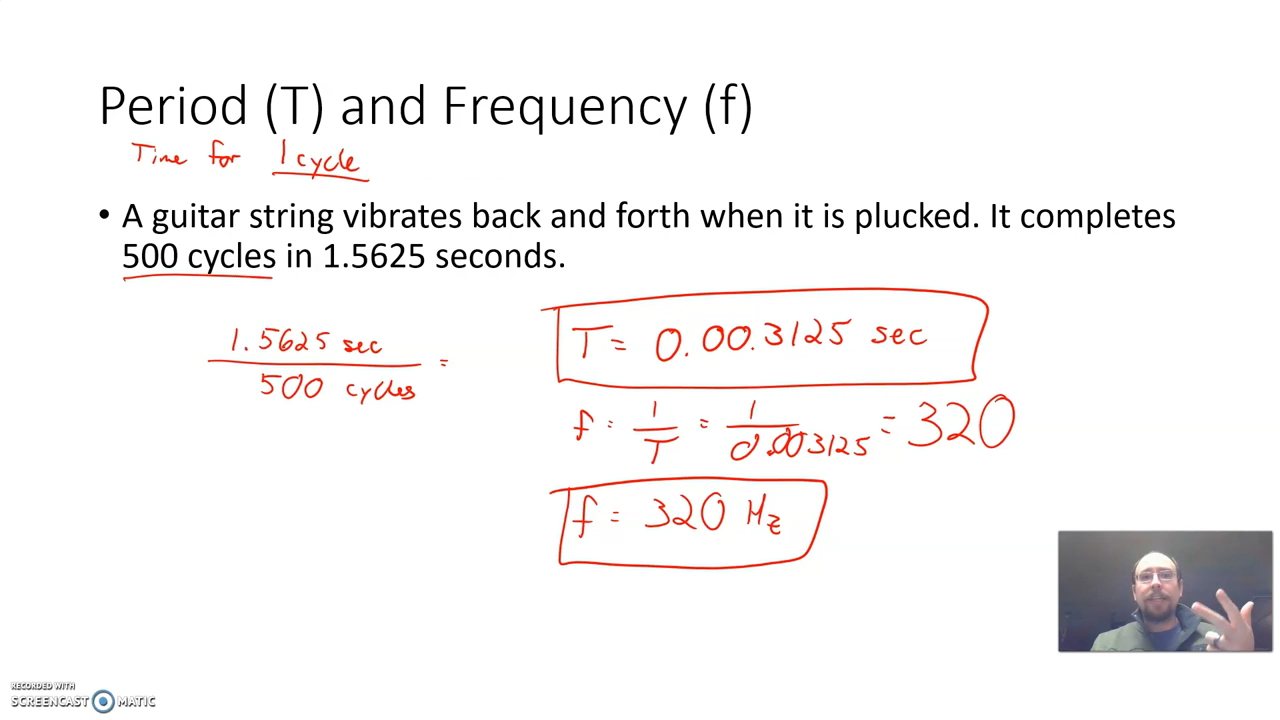 Period (T) and Frequency (f)
Time for 1 cycle
• A guitar string vibrates back and forth when it is plucked. It completes
500 cycles in 1.5625 seconds.
1.5625 sec
500 cycles
=
T = 0.00.3125 sec
f = 1/T = 1/0.003125 = 320
f = 320 Hz
RECORDED WITH
SCREENCAST MATIC